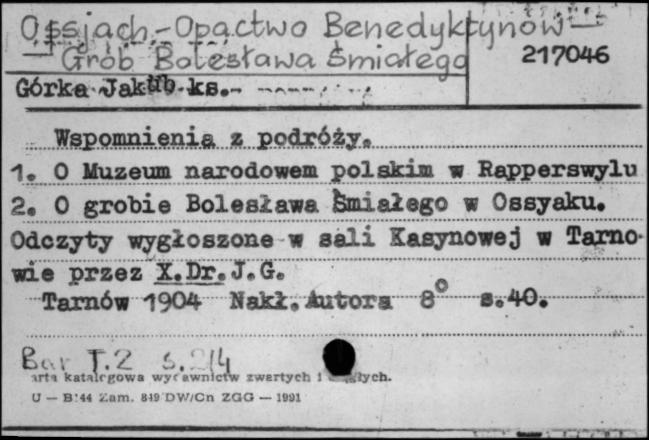 Ossjach - Opactwo Benedyktynów -
- Grób Bolesława Śmiałego
217046
Górka Jakub ks.-
Wspomnienia z podróży.
1. O Muzeum narodowem polskim w Rapperswylu
2. O grobie Bolesława Śmiałego w Ossyaku.
Odczyty wygłoszone w sali Kasynowej w Tarno-
wie przez X.Dr.J.G.
Tarnów 1904 Nakł. Autora 8° s.40.
Bar T.2 s.
arta katalogowa wydawnictw zwartych i
U - B-44 Zam. 849 DW/Cn ZGG — 1991